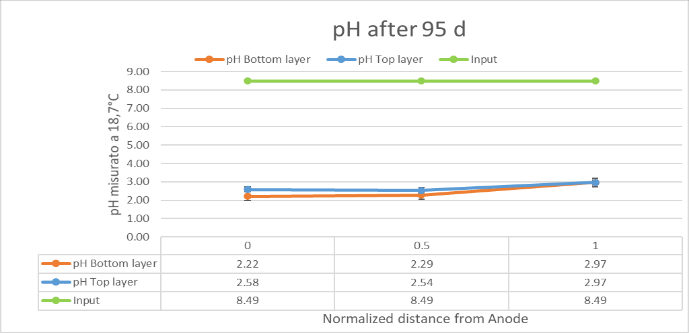 pH after 95 d
pH Bottom layer pH Top layer Input
9.00
8.00
7.00
6.00
5.00
4.00
3.00
2.00
1.00
0.00
pH misurato a 18,7°C
0 0.5 1
pH Bottom layer 2.22 2.29 2.97
pH Top layer 2.58 2.54 2.97
Input 8.49 8.49 8.49
Normalized distance from Anode